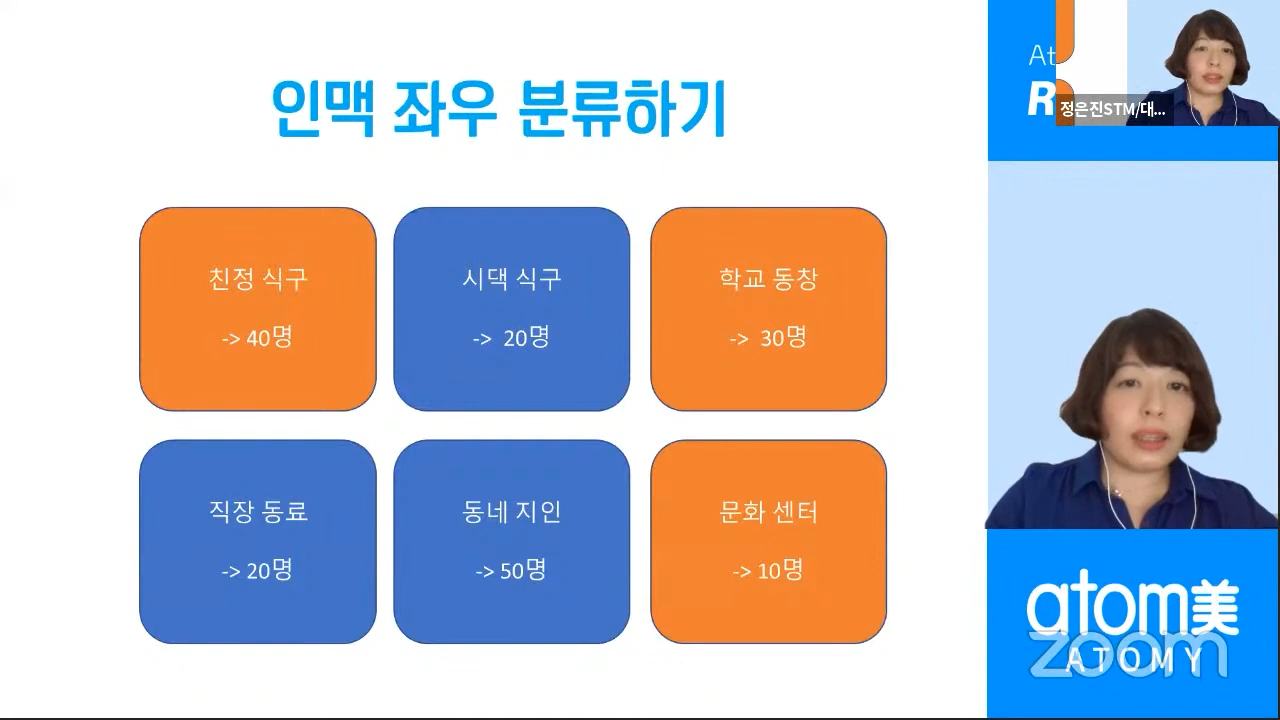 인맥 좌우 분류하기
친정 식구
-> 40명
시댁 식구
-> 20명
학교 동창
-> 30명
직장 동료
-> 20명
동네 지인
-> 50명
문화 센터
-> 10명
At
R
정은진STM/대...
atom美
zoom
ATOMY